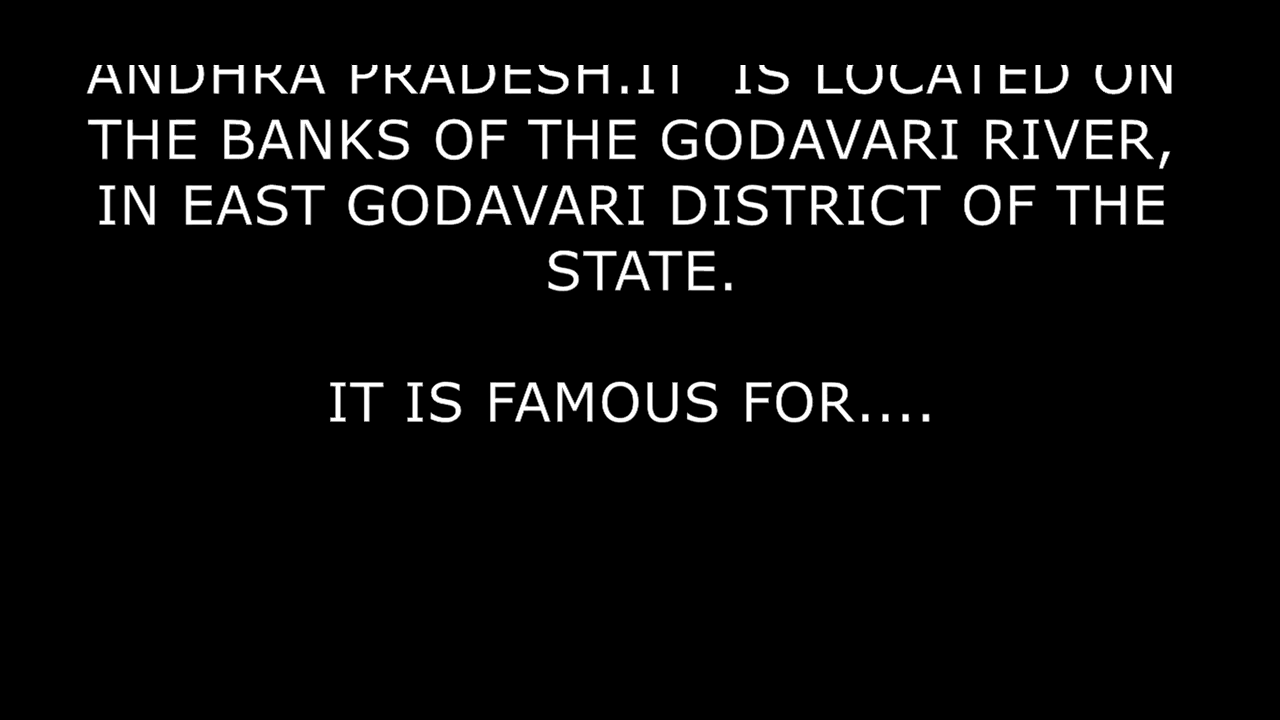 ANDHRA PRADESH.IT IS LOCATED ON
THE BANKS OF THE GODAVARI RIVER,
IN EAST GODAVARI DISTRICT OF THE
STATE.
IT IS FAMOUS FOR....